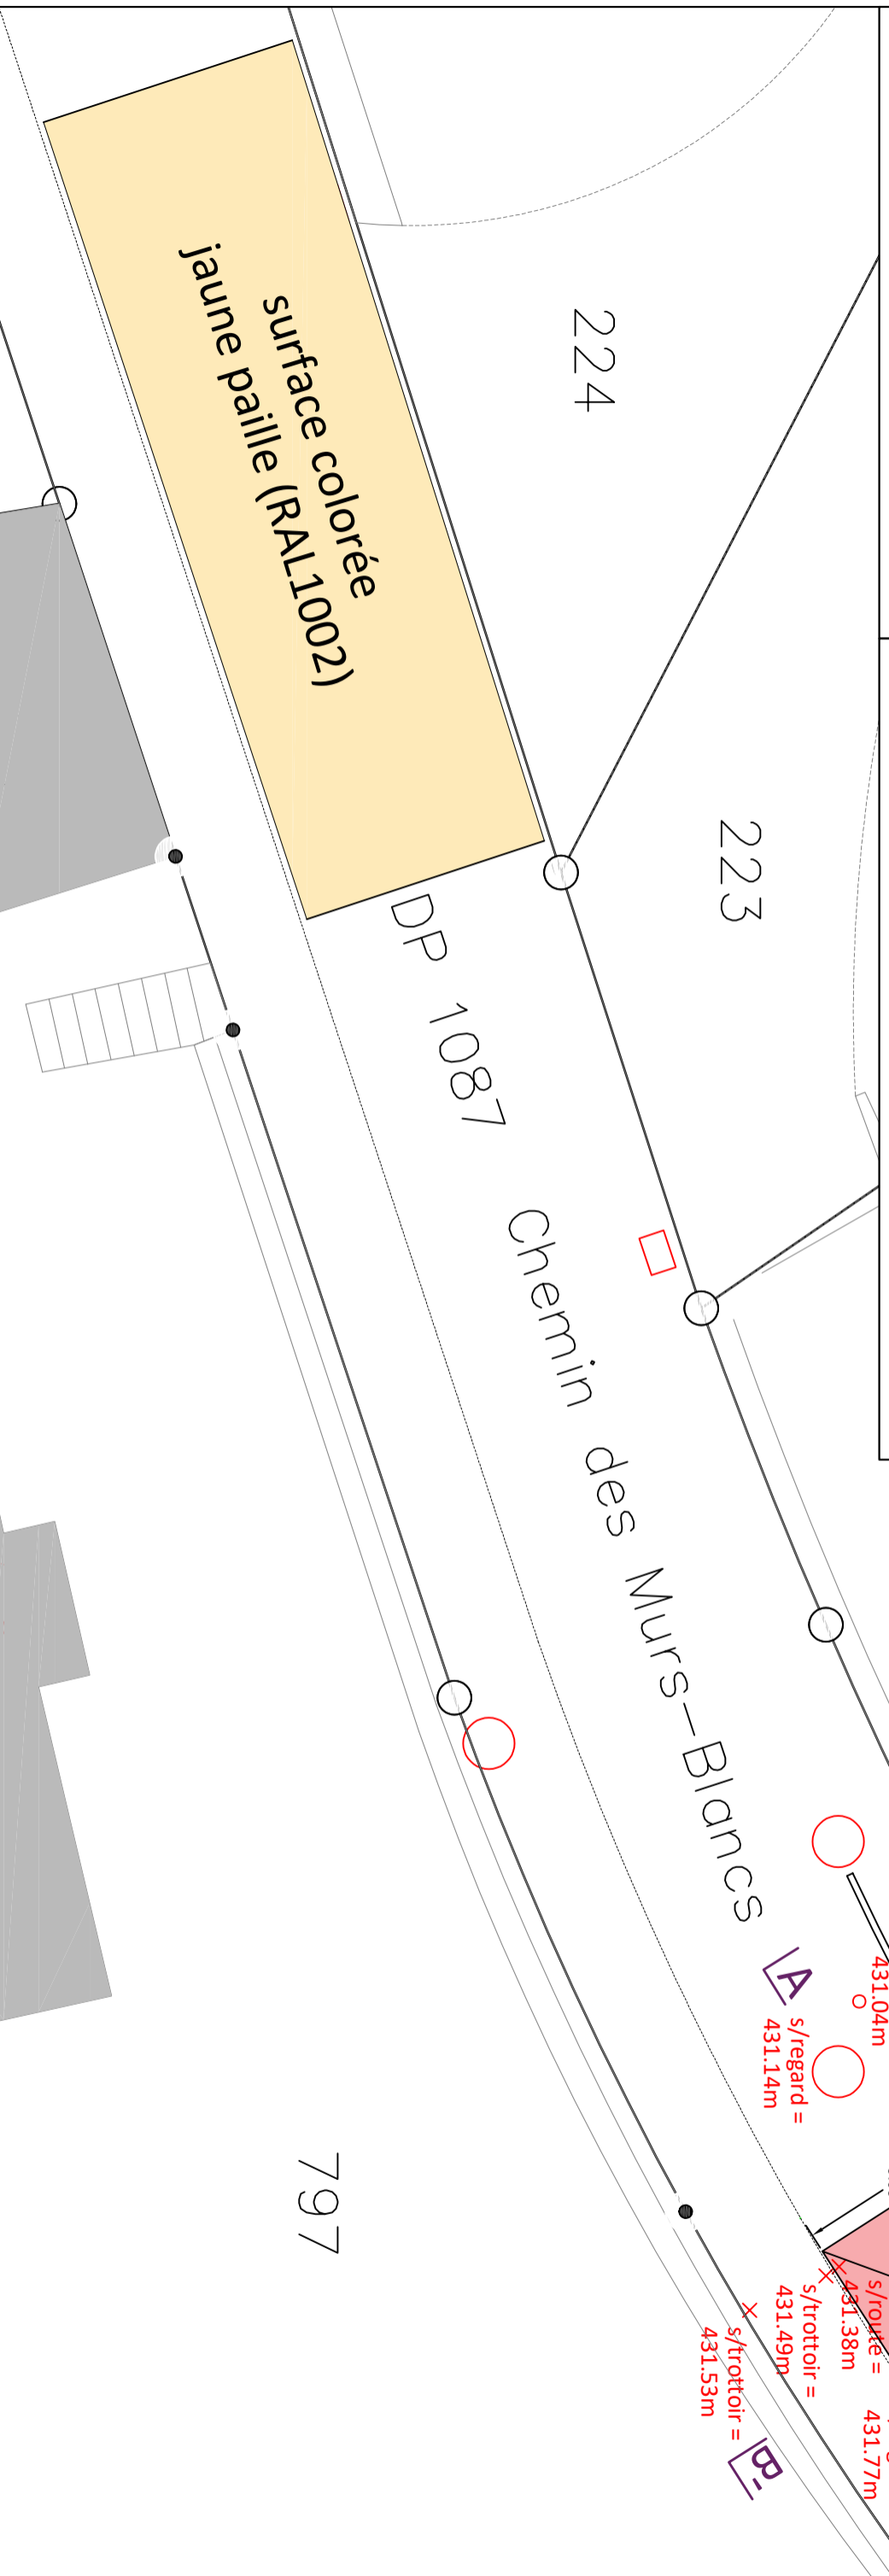 224
surface colorée
jaune paille (RAL1002)
223
DP 1087 Chemin des Murs-Blancs
A
431.04m
s/regard =
431.14m
797
s/route =
431.38m
s/trottoir =
431.49m
431.77m
s/trottoir =
431.53m
B-